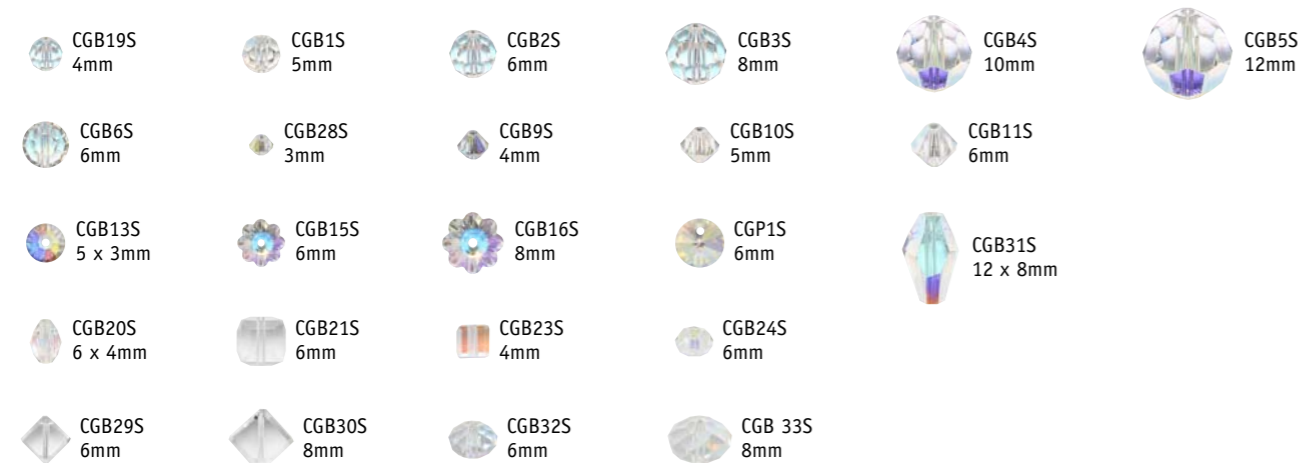 CGB19S
4mm
CGB1S
5mm
CGB2S
6mm
CGB3S
8mm
CGB4S
10mm
CGB5S
12mm
CGB6S
6mm
CGB28S
3mm
CGB9S
4mm
CGB10S
5mm
CGB11S
6mm
CGB13S
5 x 3mm
CGB15S
6mm
CGB16S
8mm
CGP1S
6mm
CGB31S
12 x 8mm
CGB20S
6 x 4mm
CGB21S
6mm
CGB23S
4mm
CGB24S
6mm
CGB29S
6mm
CGB30S
8mm
CGB32S
6mm
CGB 33S
8mm